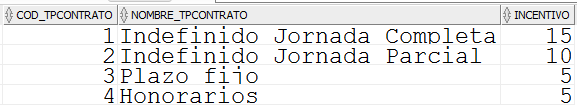 COD_TPCONTRATO NOMBRE_TPCONTRATO INCENTIVO
1 Indefinido Jornada Completa 15
2 Indefinido Jornada Parcial 10
3 Plazo fijo 5
4 Honorarios 5